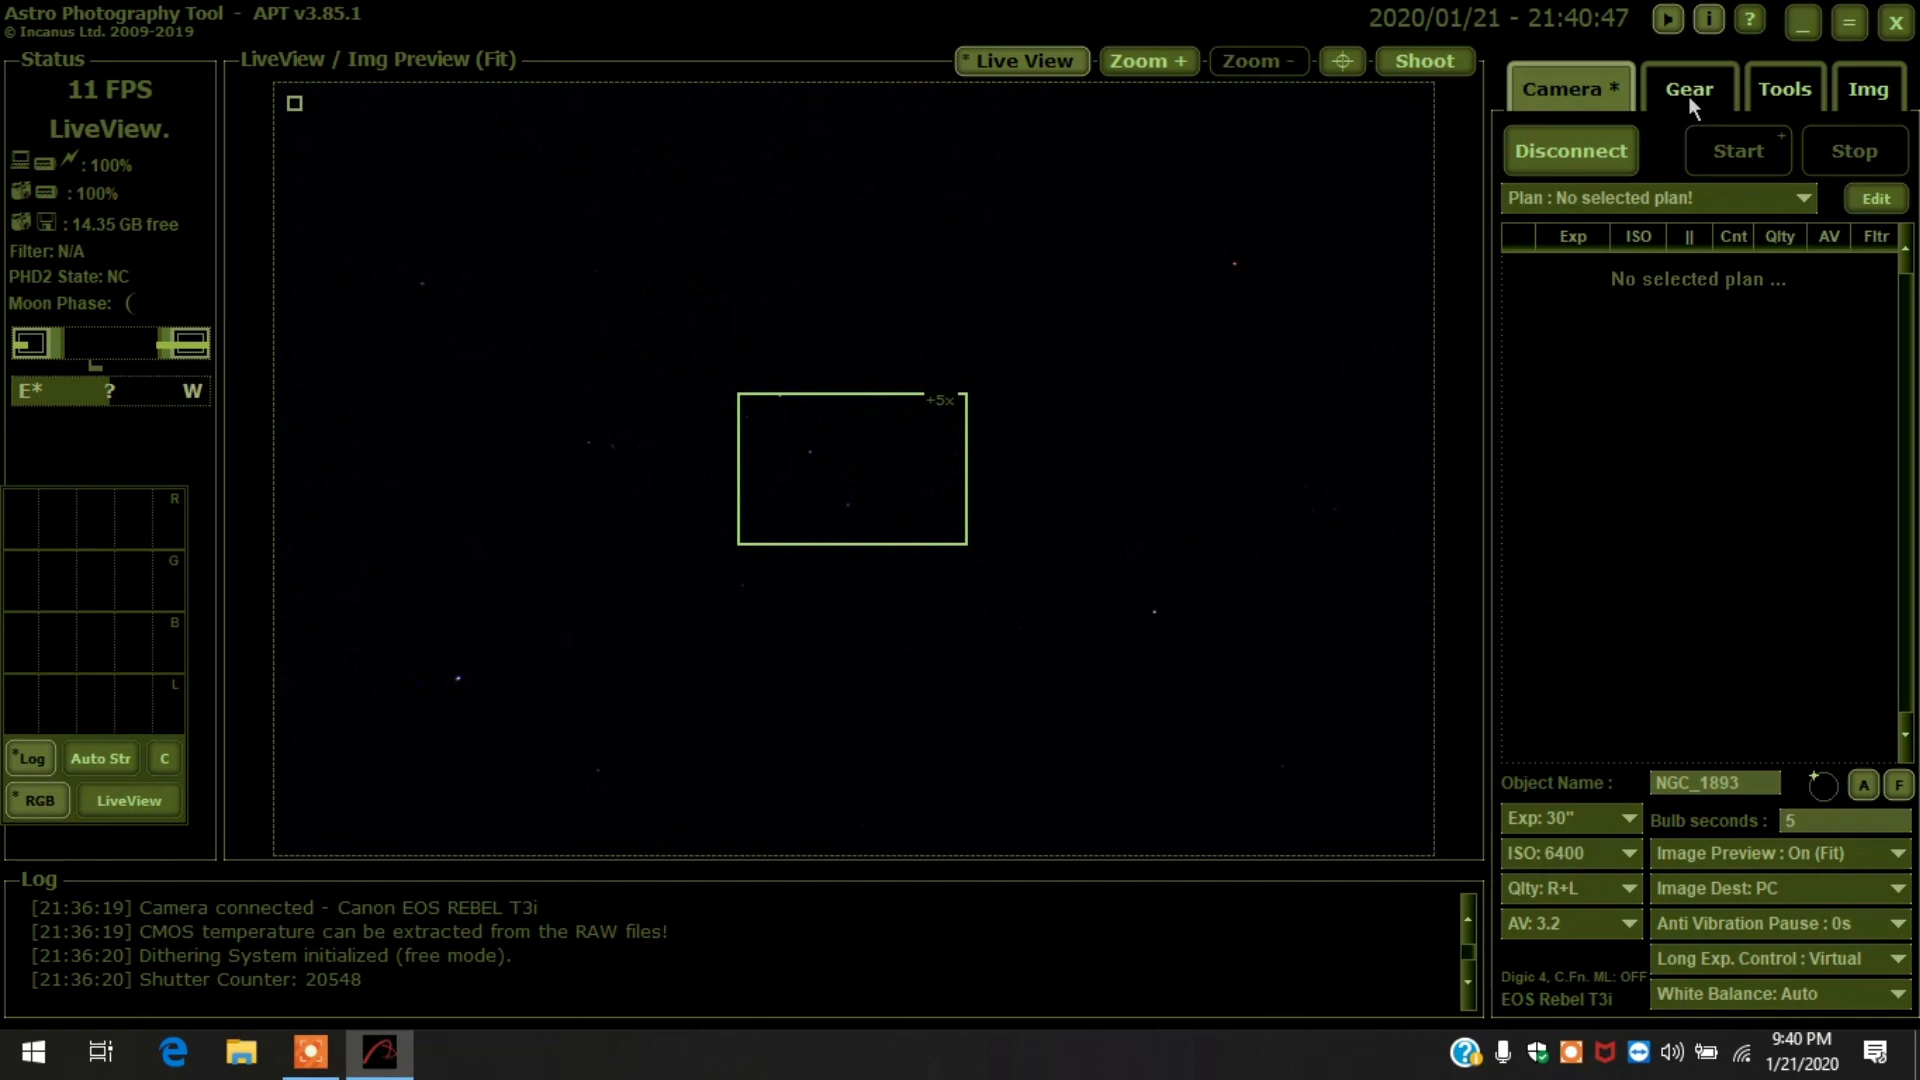 Astro Photography Tool - APT v3.85.1
© Incanus Ltd. 2009-2019
2020/01/21 - 21:40:47
i
?
_
=
X
Status
11 FPS
LiveView.
: 100%
: 100%
: 14.35 GB free
Filter: N/A
PHD2 State: NC
Moon Phase: (
E* ? W
R
G
B
L
*Log Auto Str C
* RGB LiveView
LiveView / Img Preview (Fit)
* Live View Zoom + Zoom - Shoot
+5x
Camera * Gear Tools Img
Disconnect Start + Stop
Plan : No selected plan! Edit
Exp ISO || Cnt Qlty AV Fltr
No selected plan ...
Object Name : NGC_1893 A F
Exp: 30" Bulb seconds : 5
ISO: 6400 Image Preview : On (Fit)
Qlty: R+L Image Dest: PC
AV: 3.2 Anti Vibration Pause : 0s
Long Exp. Control : Virtual
Digic 4, C.Fn. ML: OFF
EOS Rebel T3i White Balance: Auto
Log
[21:36:19] Camera connected - Canon EOS REBEL T3i
[21:36:19] CMOS temperature can be extracted from the RAW files!
[21:36:20] Dithering System initialized (free mode).
[21:36:20] Shutter Counter: 20548
9:40 PM
1/21/2020